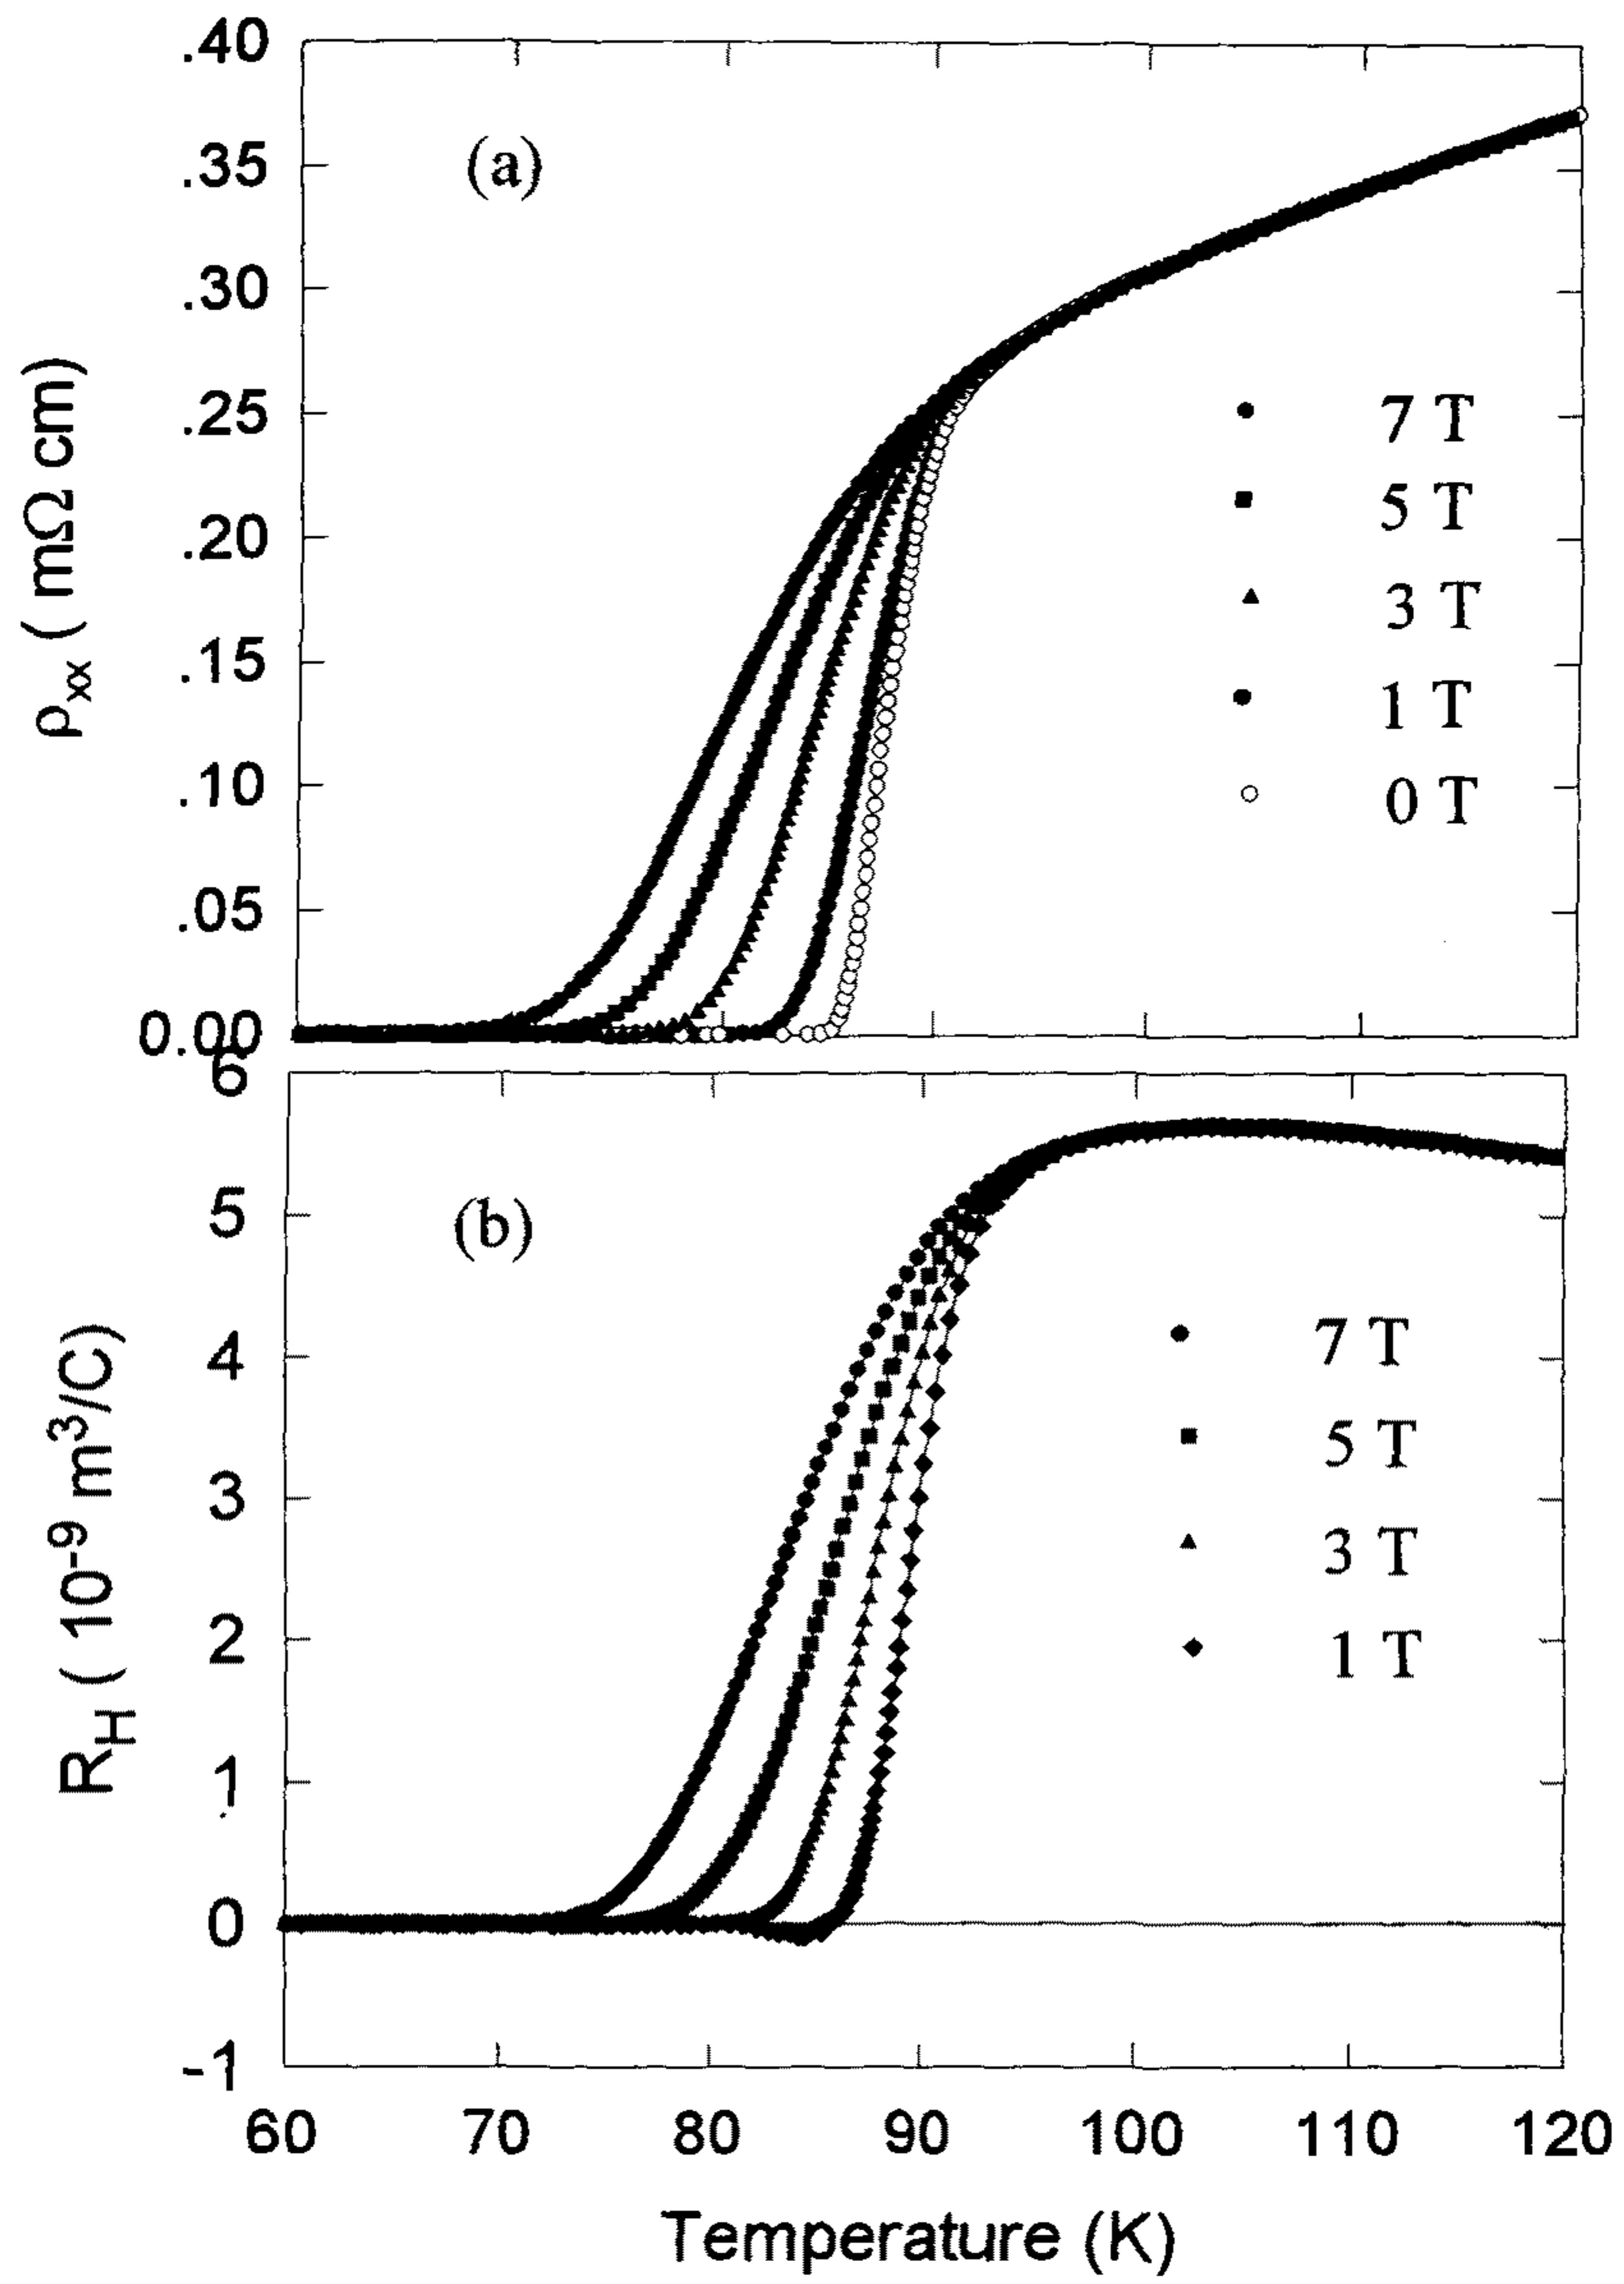 .40
(a)
.35
.30
.25
.20
.15
.10
.05
0.00
ρxx ( mΩ cm)
7 T
5 T
3 T
1 T
0 T
6
(b)
5
4
3
2
1
0
-1
RH ( 10-9 m3/C)
7 T
5 T
3 T
1 T
60 70 80 90 100 110 120
Temperature (K)